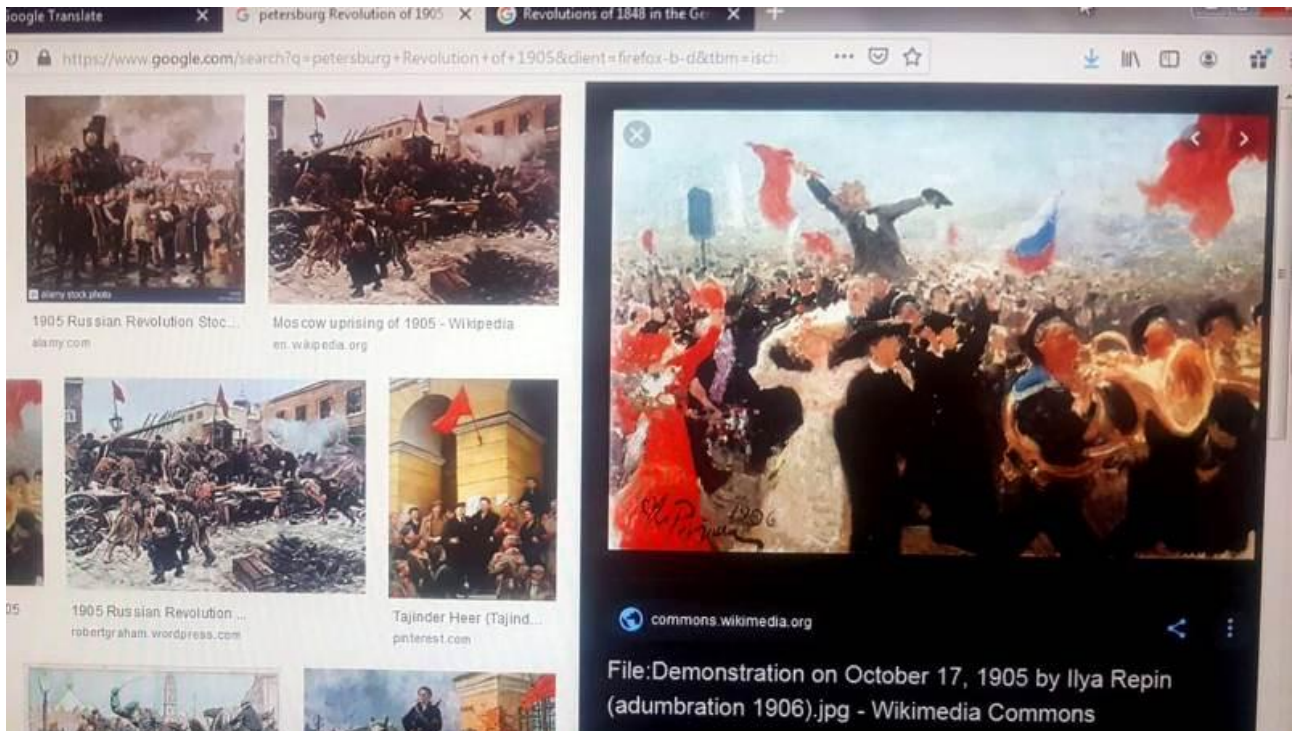 Google Translate
petersburg Revolution of 1905
Revolutions of 1848 in the Ge
https://www.google.com/search?q=petersburg+Revolution+of+1905&client=firefox-b-d&tbm=isch
alamy stock photo
1905 Russian Revolution Stoc...
alamy.com
Moscow uprising of 1905 - Wikipedia
en.wikipedia.org
1906
05
1905 Russian Revolution ...
robertgraham.wordpress.com
Tajinder Heer (Tajind...
pinterest.com
commons.wikimedia.org
File:Demonstration on October 17, 1905 by Ilya Repin
(adumbration 1906).jpg - Wikimedia Commons